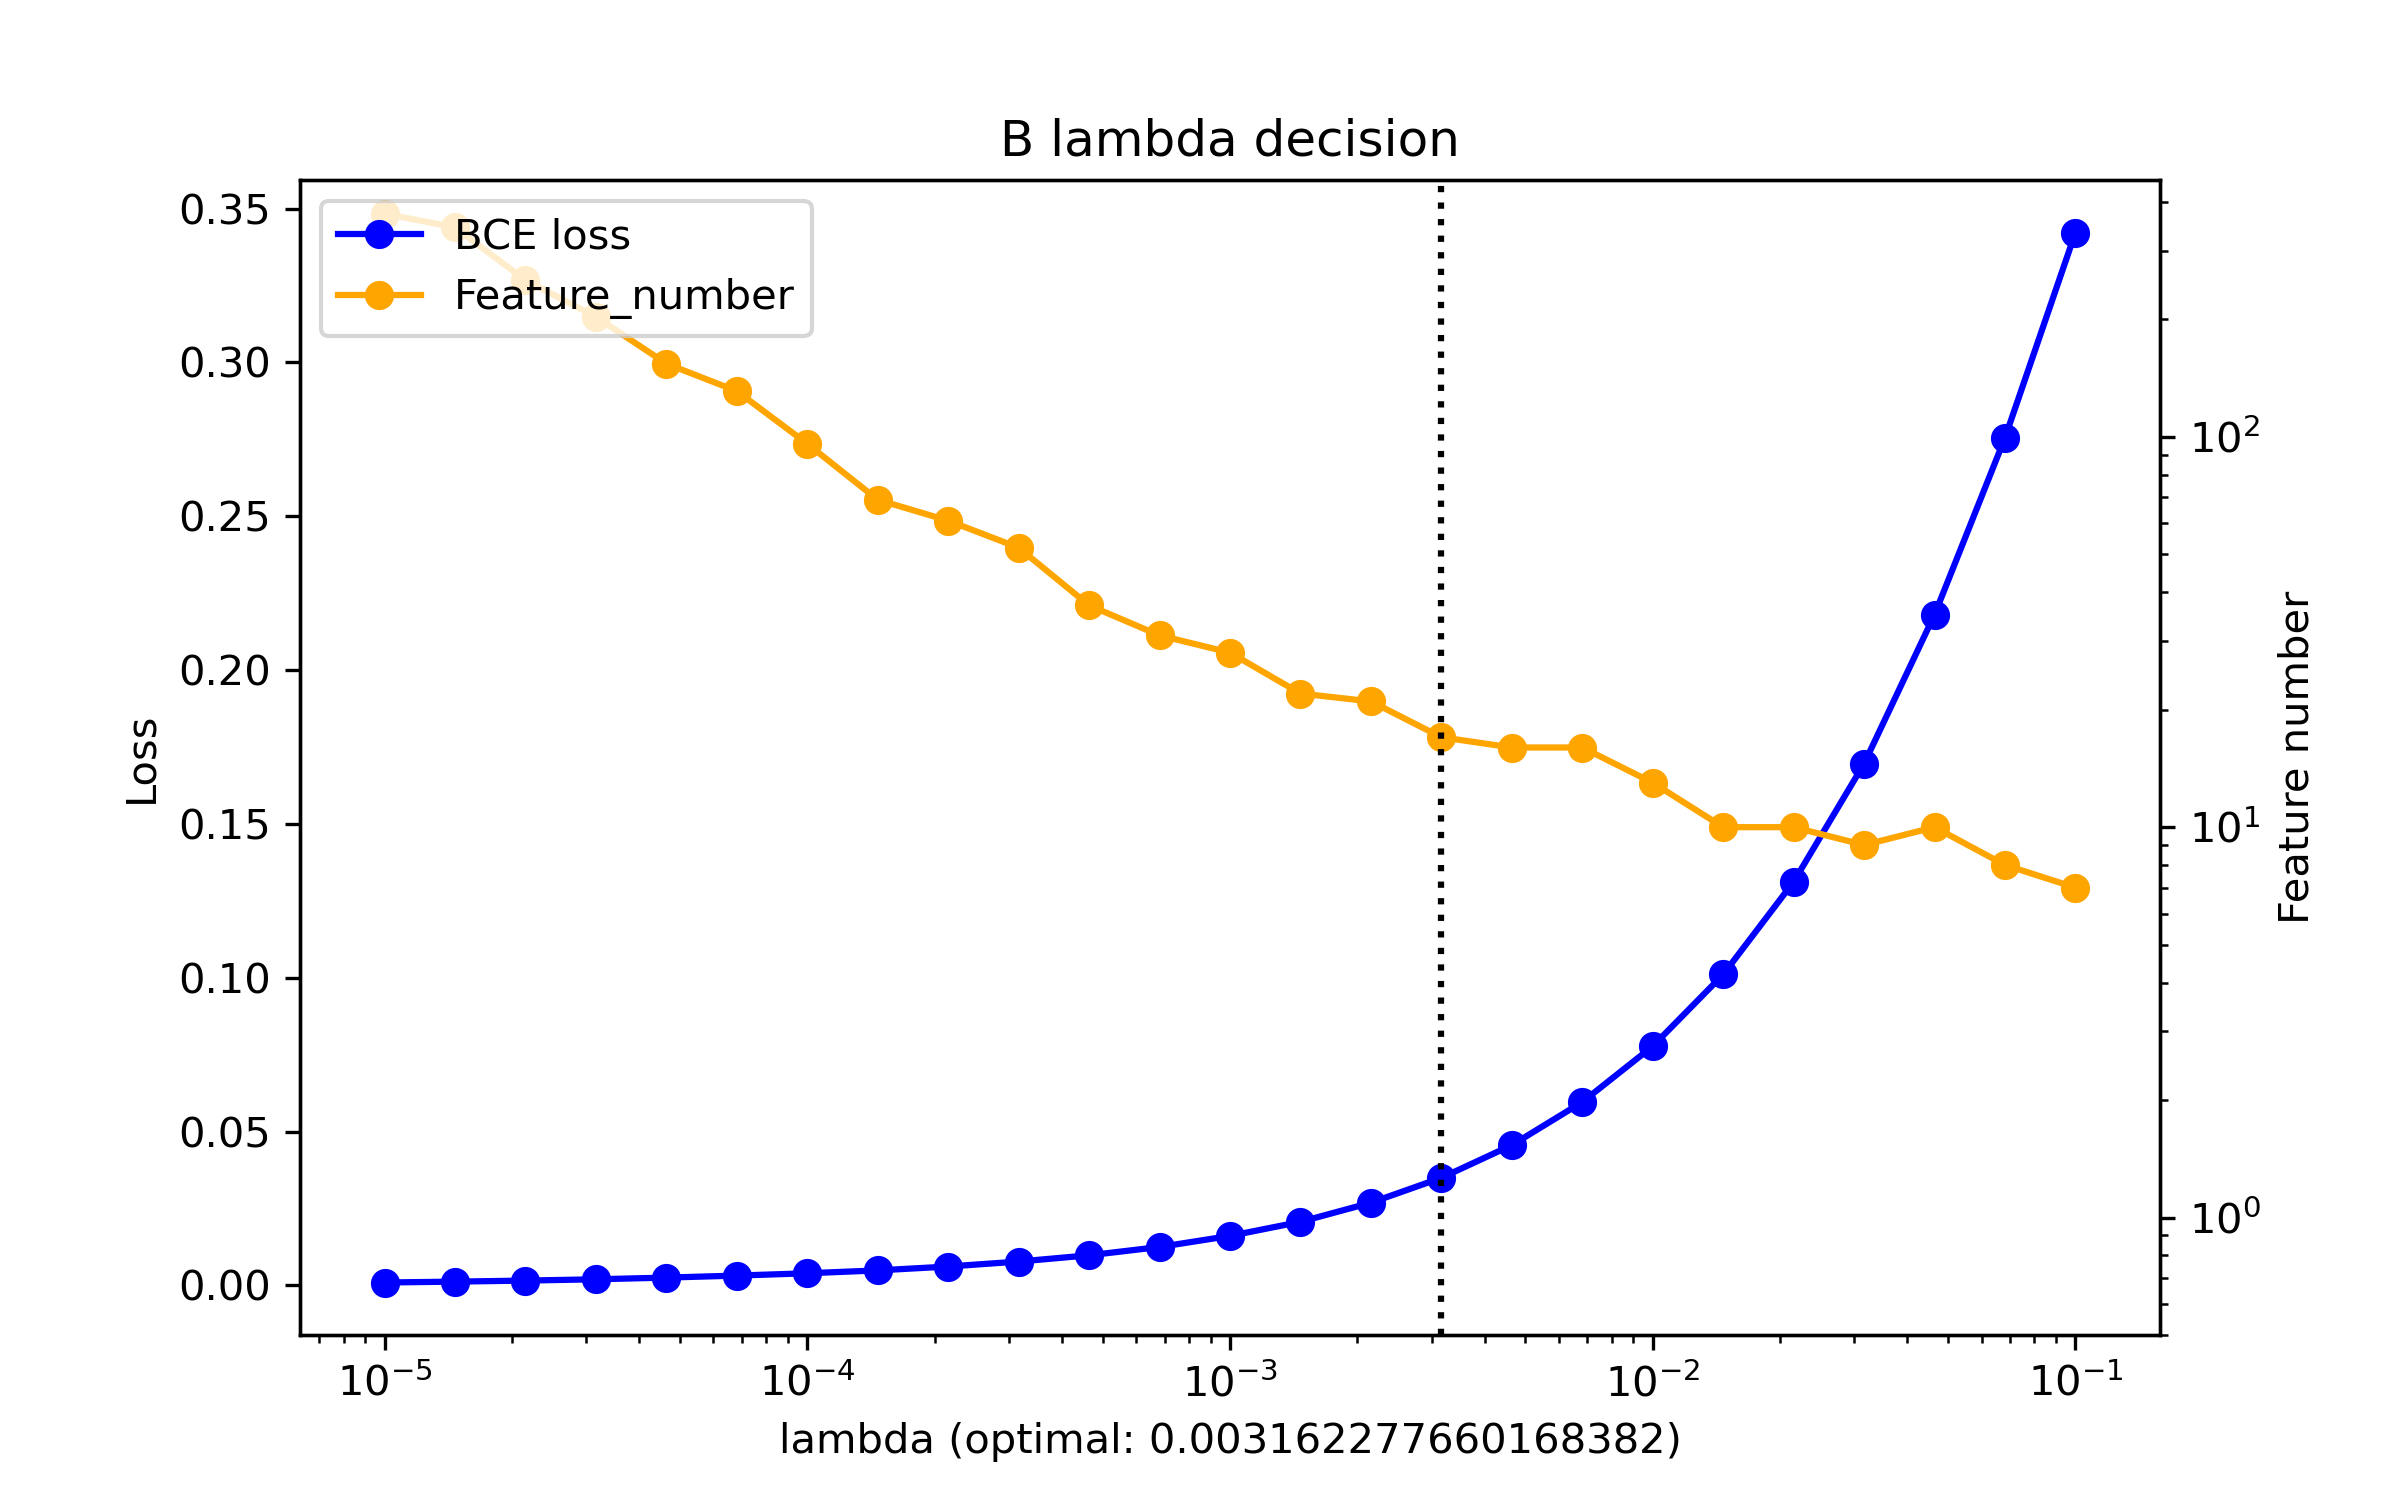 B lambda decision
BCE loss
Feature_number
0.35
0.30
0.25
0.20
0.15
0.10
0.05
0.00
Loss
10²
10¹
10⁰
Feature number
10⁻⁵ 10⁻⁴ 10⁻³ 10⁻² 10⁻¹
lambda (optimal: 0.003162277660168382)